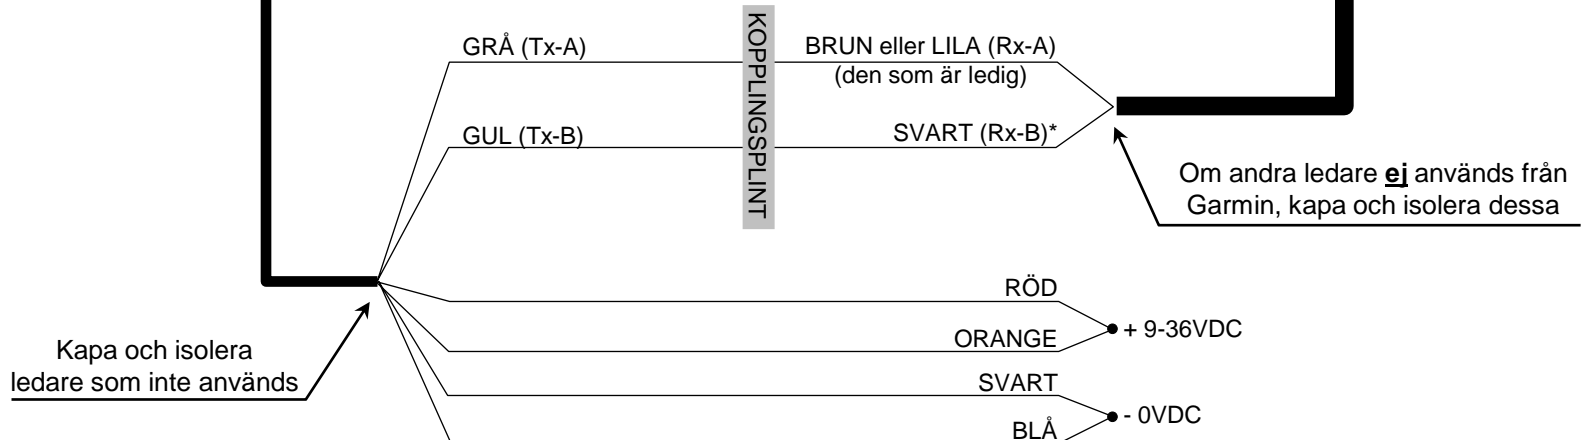 GRÅ (Tx-A)
KOPPLINGSPLINT
BRUN eller LILA (Rx-A)
(den som är ledig)
GUL (Tx-B)
SVART (Rx-B)*
Om andra ledare ej används från
Garmin, kapa och isolera dessa
RÖD
+ 9-36VDC
ORANGE
Kapa och isolera
ledare som inte används
SVART
- 0VDC
BLÅ